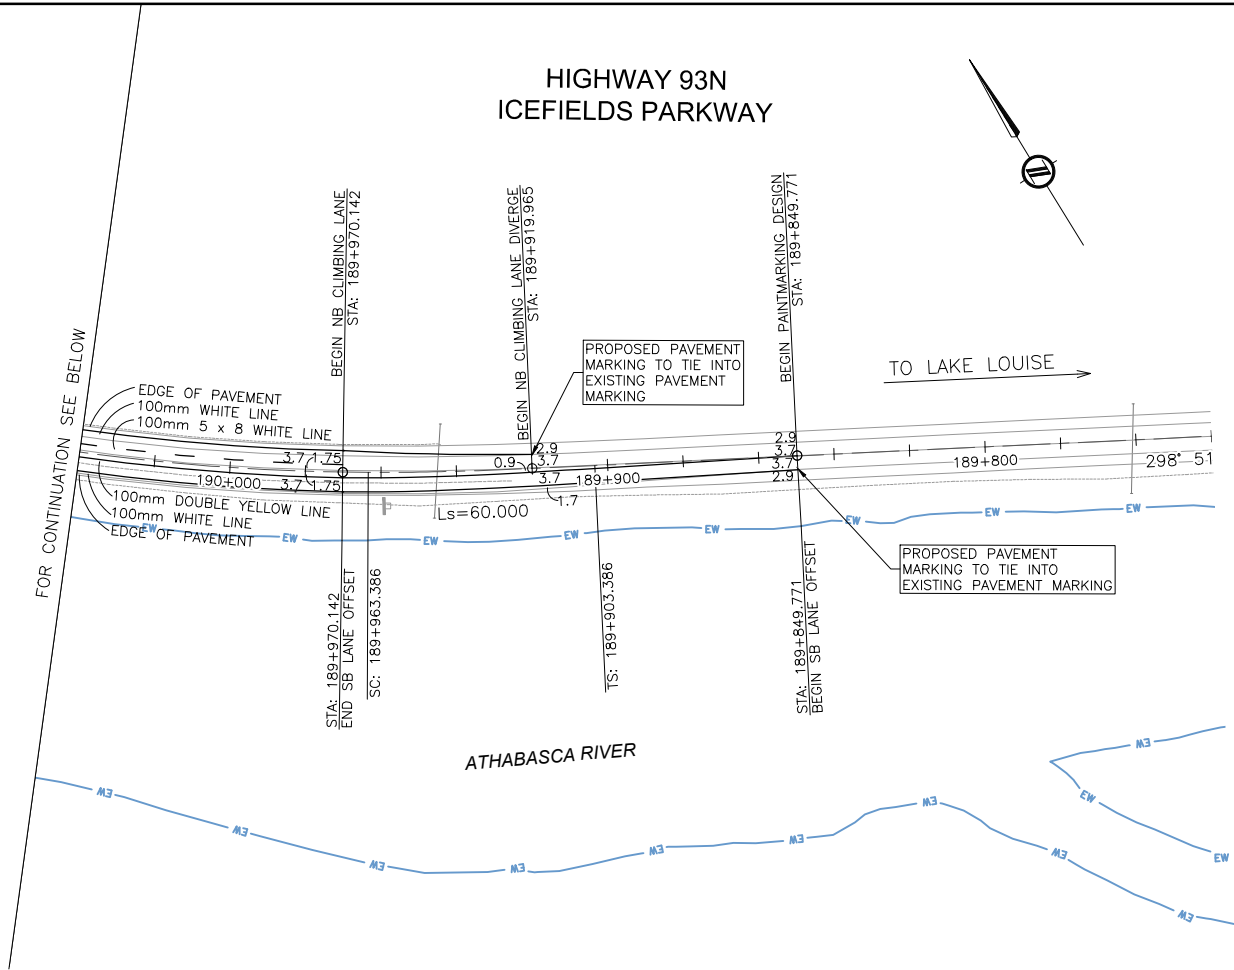 HIGHWAY 93N
ICEFIELDS PARKWAY
BEGIN NB CLIMBING LANE
STA: 189+970.142
BEGIN NB CLIMBING LANE DIVERGE
STA: 189+919.965
BEGIN PAINTMARKING DESIGN
STA: 189+849.771
FOR CONTINUATION SEE BELOW
PROPOSED PAVEMENT
MARKING TO TIE INTO
EXISTING PAVEMENT
MARKING
TO LAKE LOUISE
EDGE OF PAVEMENT
100mm WHITE LINE
100mm 5 x 8 WHITE LINE
3.7
1.75
0.9
2.9
3.7
2.9
3.7
190+000
3.7
1.75
3.7
189+900
1.7
3.7
2.9
189+800
298° 51
100mm DOUBLE YELLOW LINE
100mm WHITE LINE
EDGE OF PAVEMENT
Ls=60.000
EW
EW
EW
EW
EW
EW
EW
EW
PROPOSED PAVEMENT
MARKING TO TIE INTO
EXISTING PAVEMENT MARKING
STA: 189+970.142
END SB LANE OFFSET
SC: 189+963.386
TS: 189+903.386
STA: 189+849.771
BEGIN SB LANE OFFSET
ATHABASCA RIVER
EW
EW
EW
EW
EW
EW
EW
EW
EW
EW
EW
EW